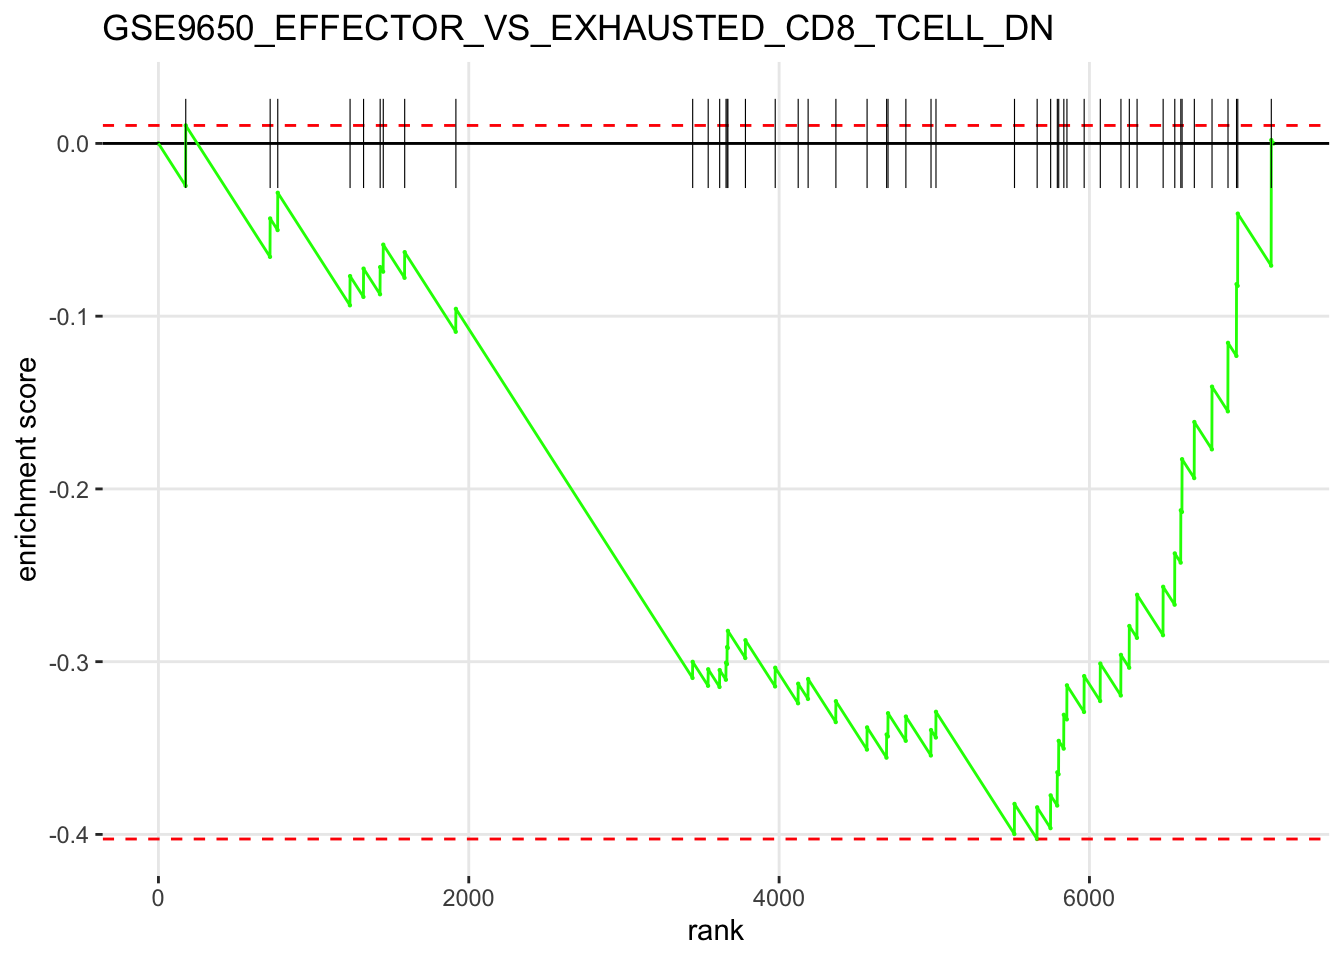 GSE9650_EFFECTOR_VS_EXHAUSTED_CD8_TCELL_DN
0.0
-0.1
-0.2
-0.3
-0.4
enrichment score
0 2000 4000 6000
rank